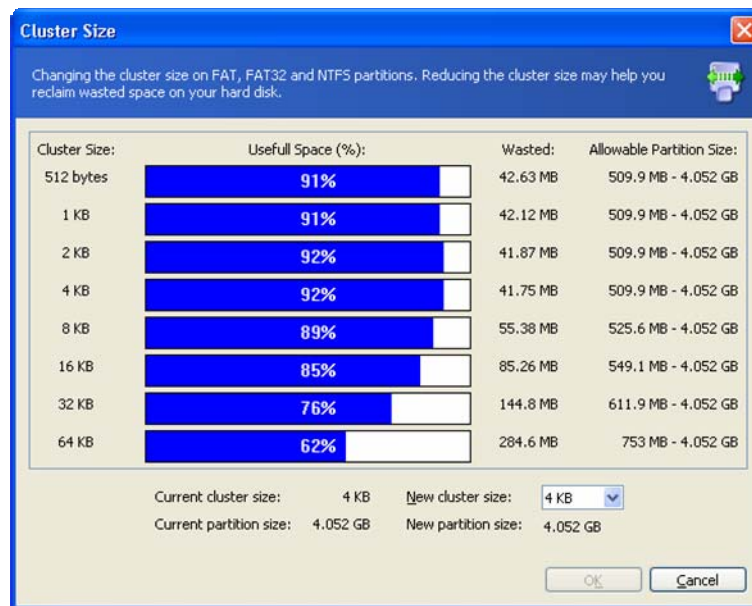 Cluster Size
Changing the cluster size on FAT, FAT32 and NTFS partitions. Reducing the cluster size may help you
reclaim wasted space on your hard disk.
Cluster Size: Usefull Space (%): Wasted: Allowable Partition Size:
512 bytes 91% 42.63 MB 509.9 MB - 4.052 GB
1 KB 91% 42.12 MB 509.9 MB - 4.052 GB
2 KB 92% 41.87 MB 509.9 MB - 4.052 GB
4 KB 92% 41.75 MB 509.9 MB - 4.052 GB
8 KB 89% 55.38 MB 525.6 MB - 4.052 GB
16 KB 85% 85.26 MB 549.1 MB - 4.052 GB
32 KB 76% 144.8 MB 611.9 MB - 4.052 GB
64 KB 62% 284.6 MB 753 MB - 4.052 GB
Current cluster size: 4 KB New cluster size: 4 KB
Current partition size: 4.052 GB New partition size: 4.052 GB
OK Cancel